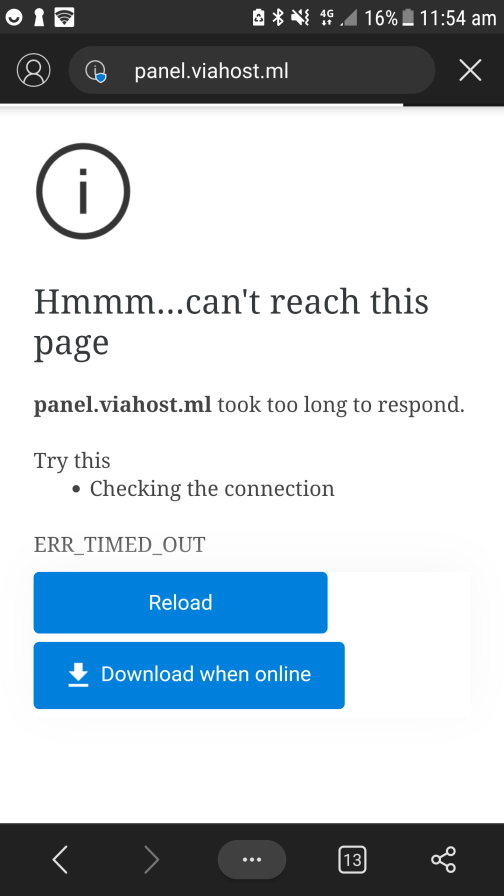 4G 16% 11:54 am
panel.viahost.ml
Hmmm...can't reach this
page
panel.viahost.ml took too long to respond.
Try this
• Checking the connection
ERR_TIMED_OUT
Reload
Download when online
13